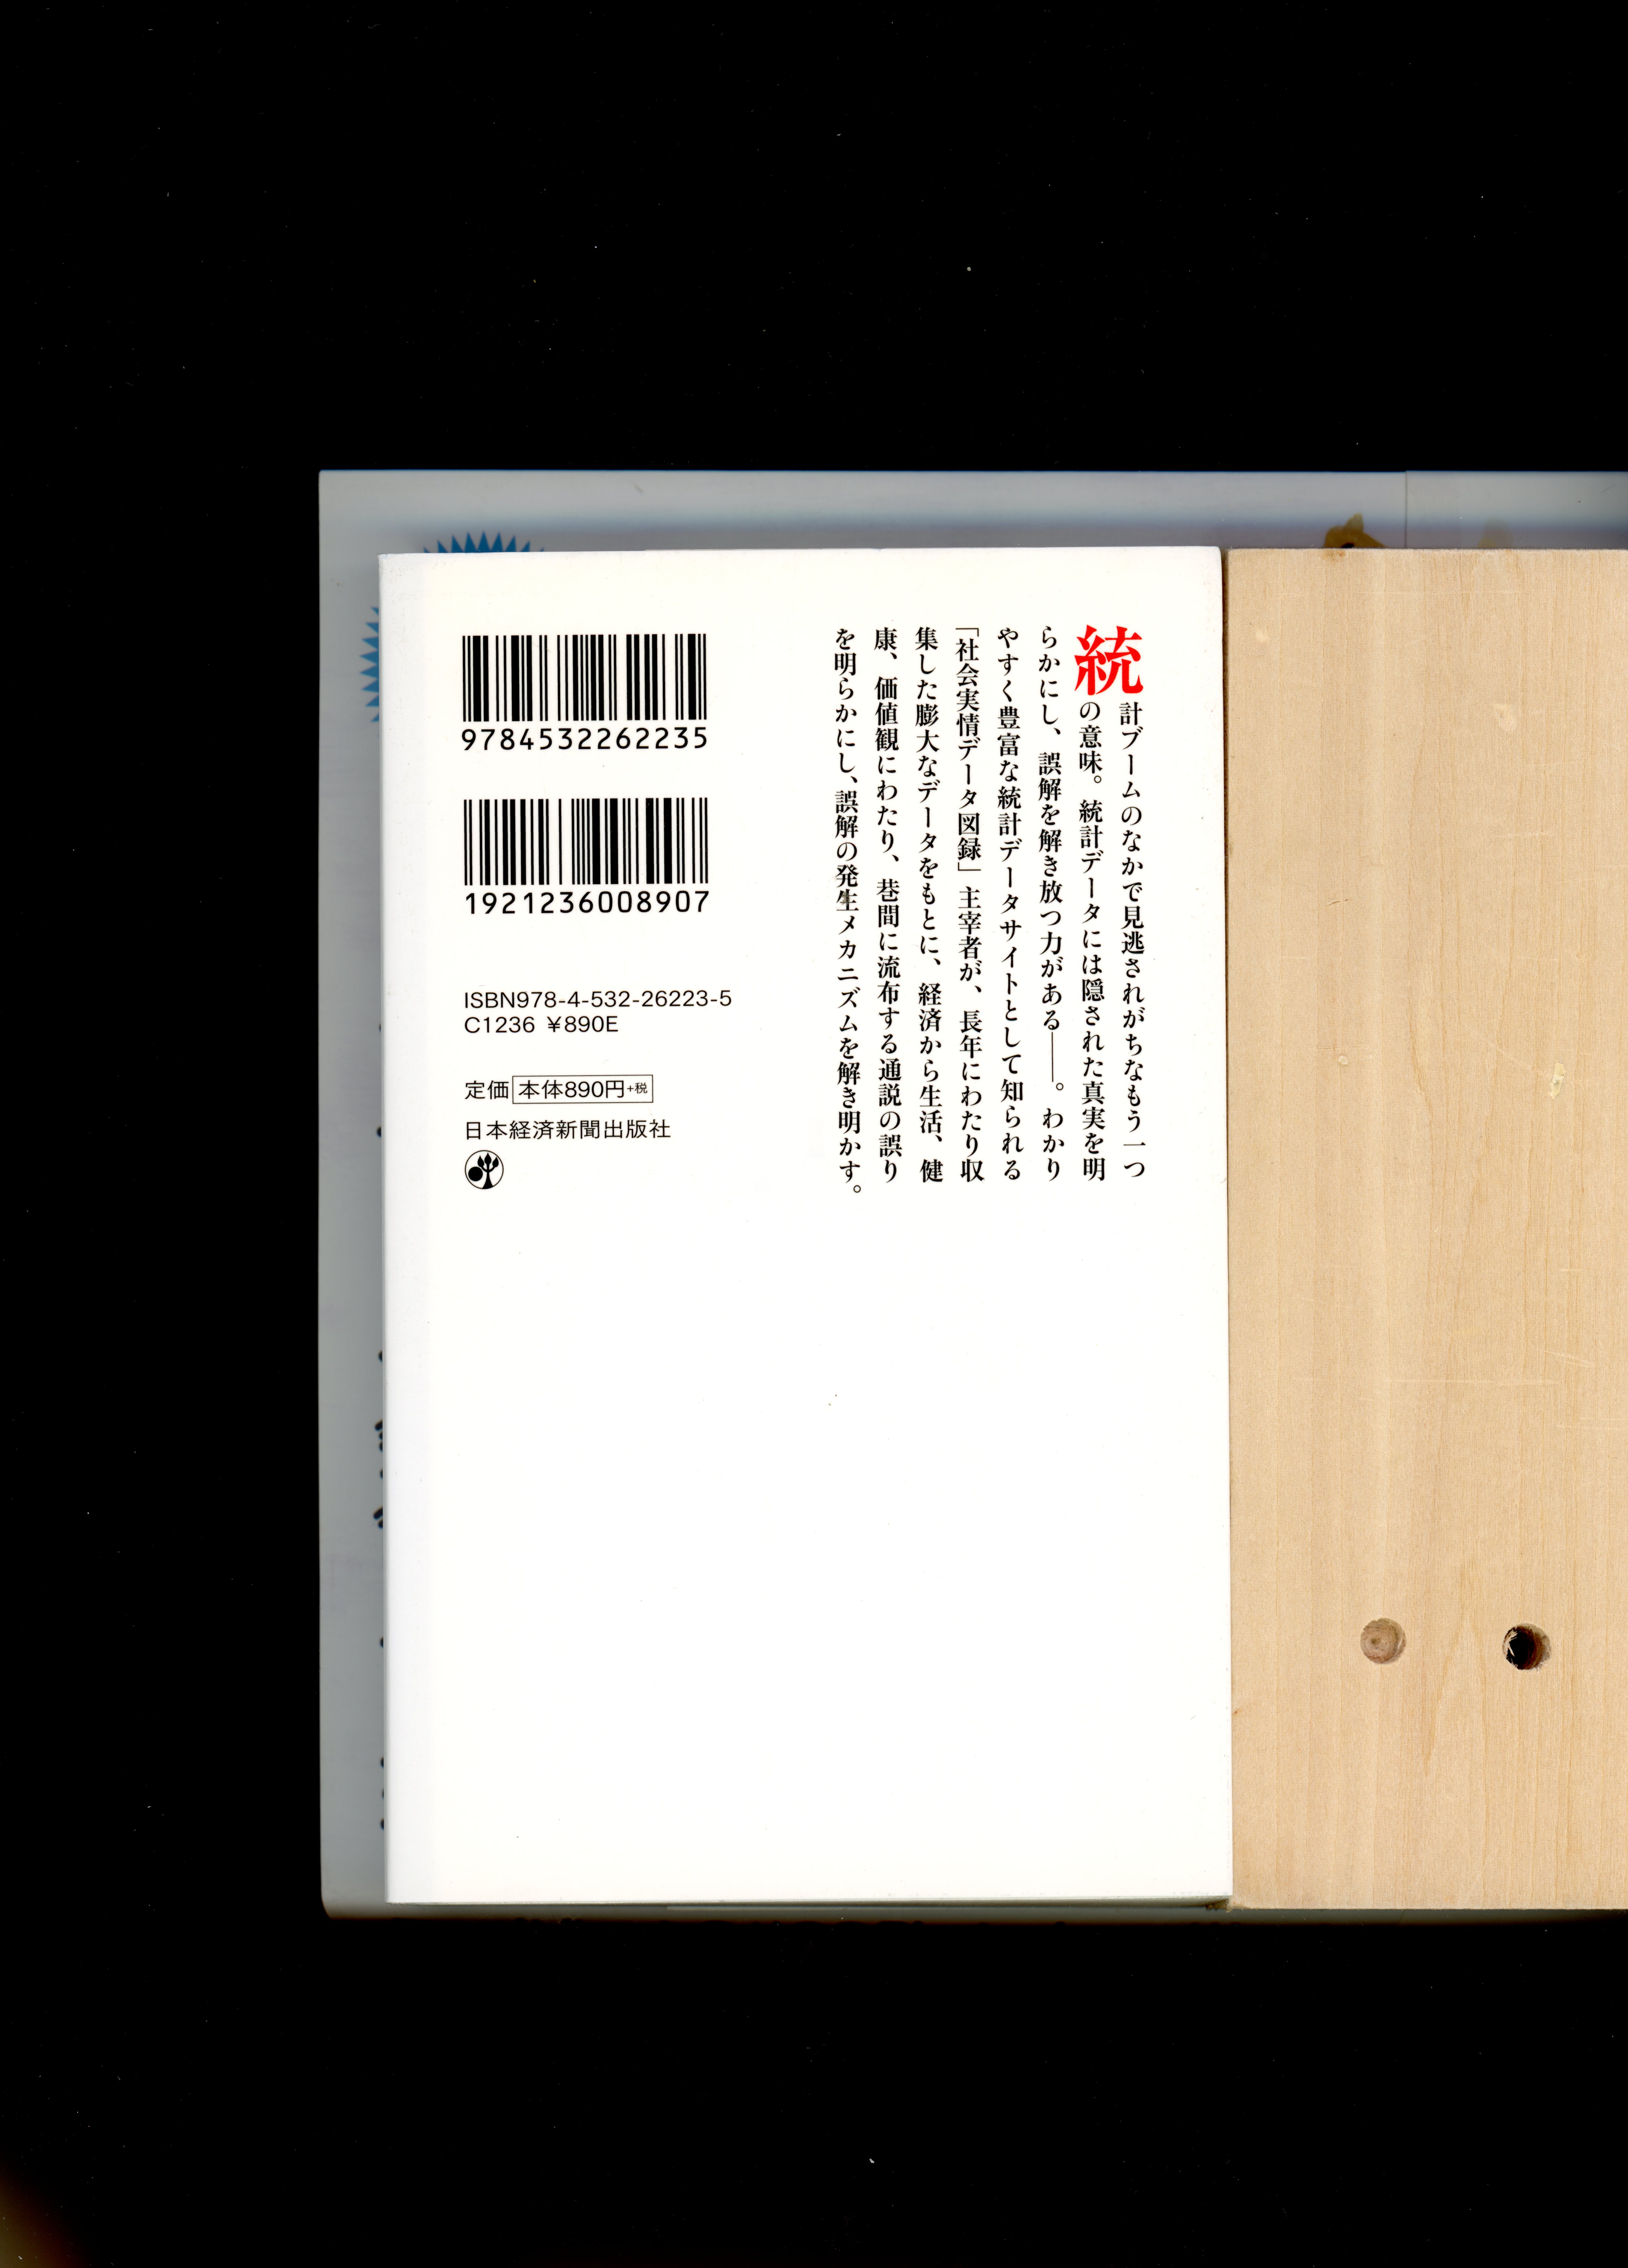 統計ブームのなかで見逃されがちなもう一つ
の意味。統計データには隠された真実を明
らかにし、誤解を解き放つ力がある――。わかり
やすく豊富な統計データサイトとして知られる
「社会実情データ図録」主宰者が、長年にわたり収
集した膨大なデータをもとに、経済から生活、健
康、価値観にわたり、巷間に流布する通説の誤り
を明らかにし、誤解の発生メカニズムを解き明かす。
9784532262235
1921236008907
ISBN978-4-532-26223-5
C1236 ¥890E
定価 本体890円+税
日本経済新聞出版社